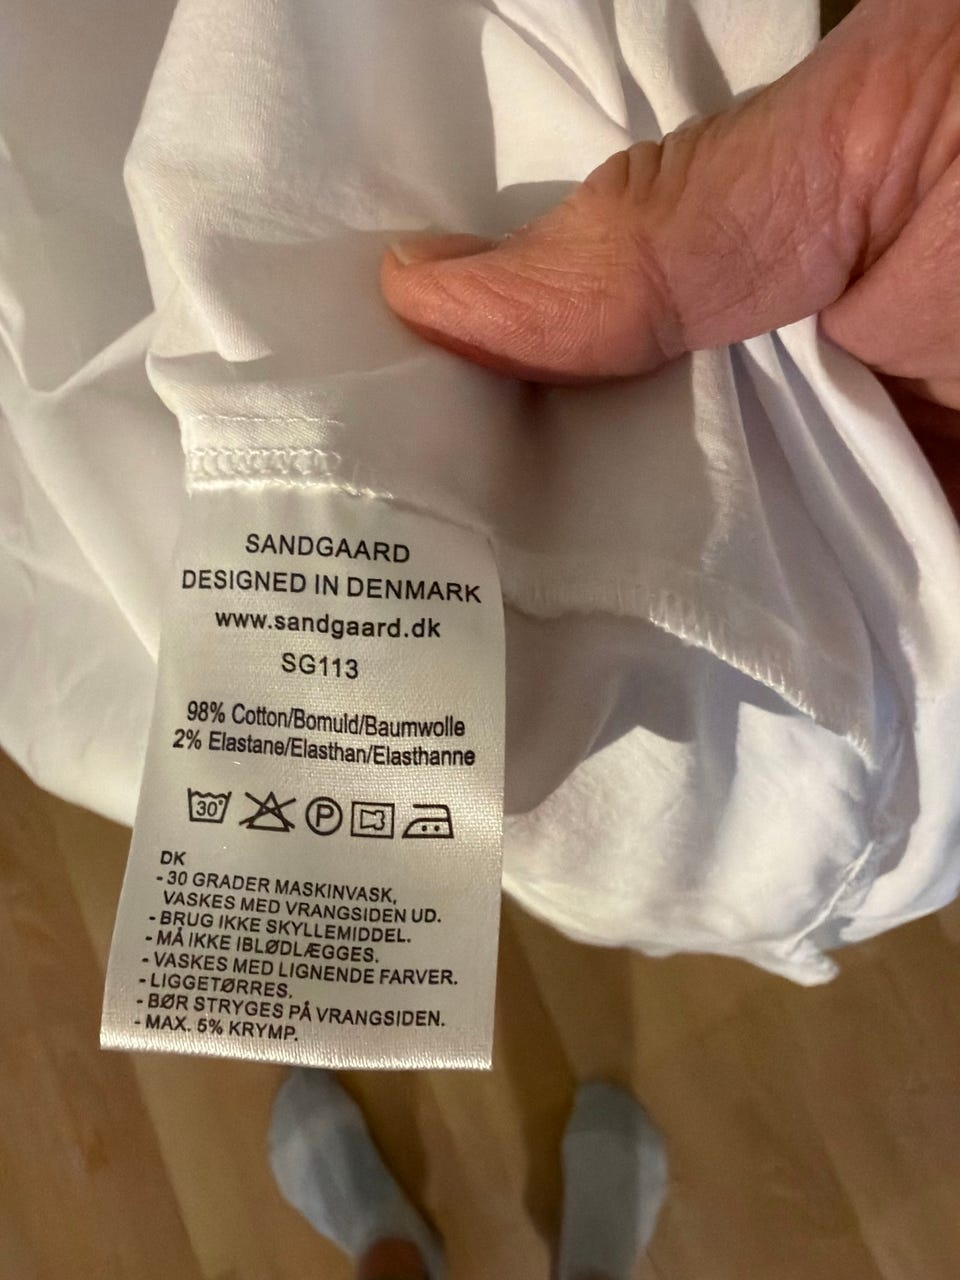 SANDGAARD
DESIGNED IN DENMARK
www.sandgaard.dk
SG113
98% Cotton/Bomuld/Baumwolle
2% Elastane/Elasthan/Elasthanne
30°
P
DK
- 30 GRADER MASKINVASK,
VASKES MED VRANGSIDEN UD.
- BRUG IKKE SKYLLEMIDDEL.
- MÅ IKKE IBLØDLÆGGES.
- VASKES MED LIGNENDE FARVER.
- LIGGETØRRES.
- BØR STRYGES PÅ VRANGSIDEN.
- MAX. 5% KRYMP.